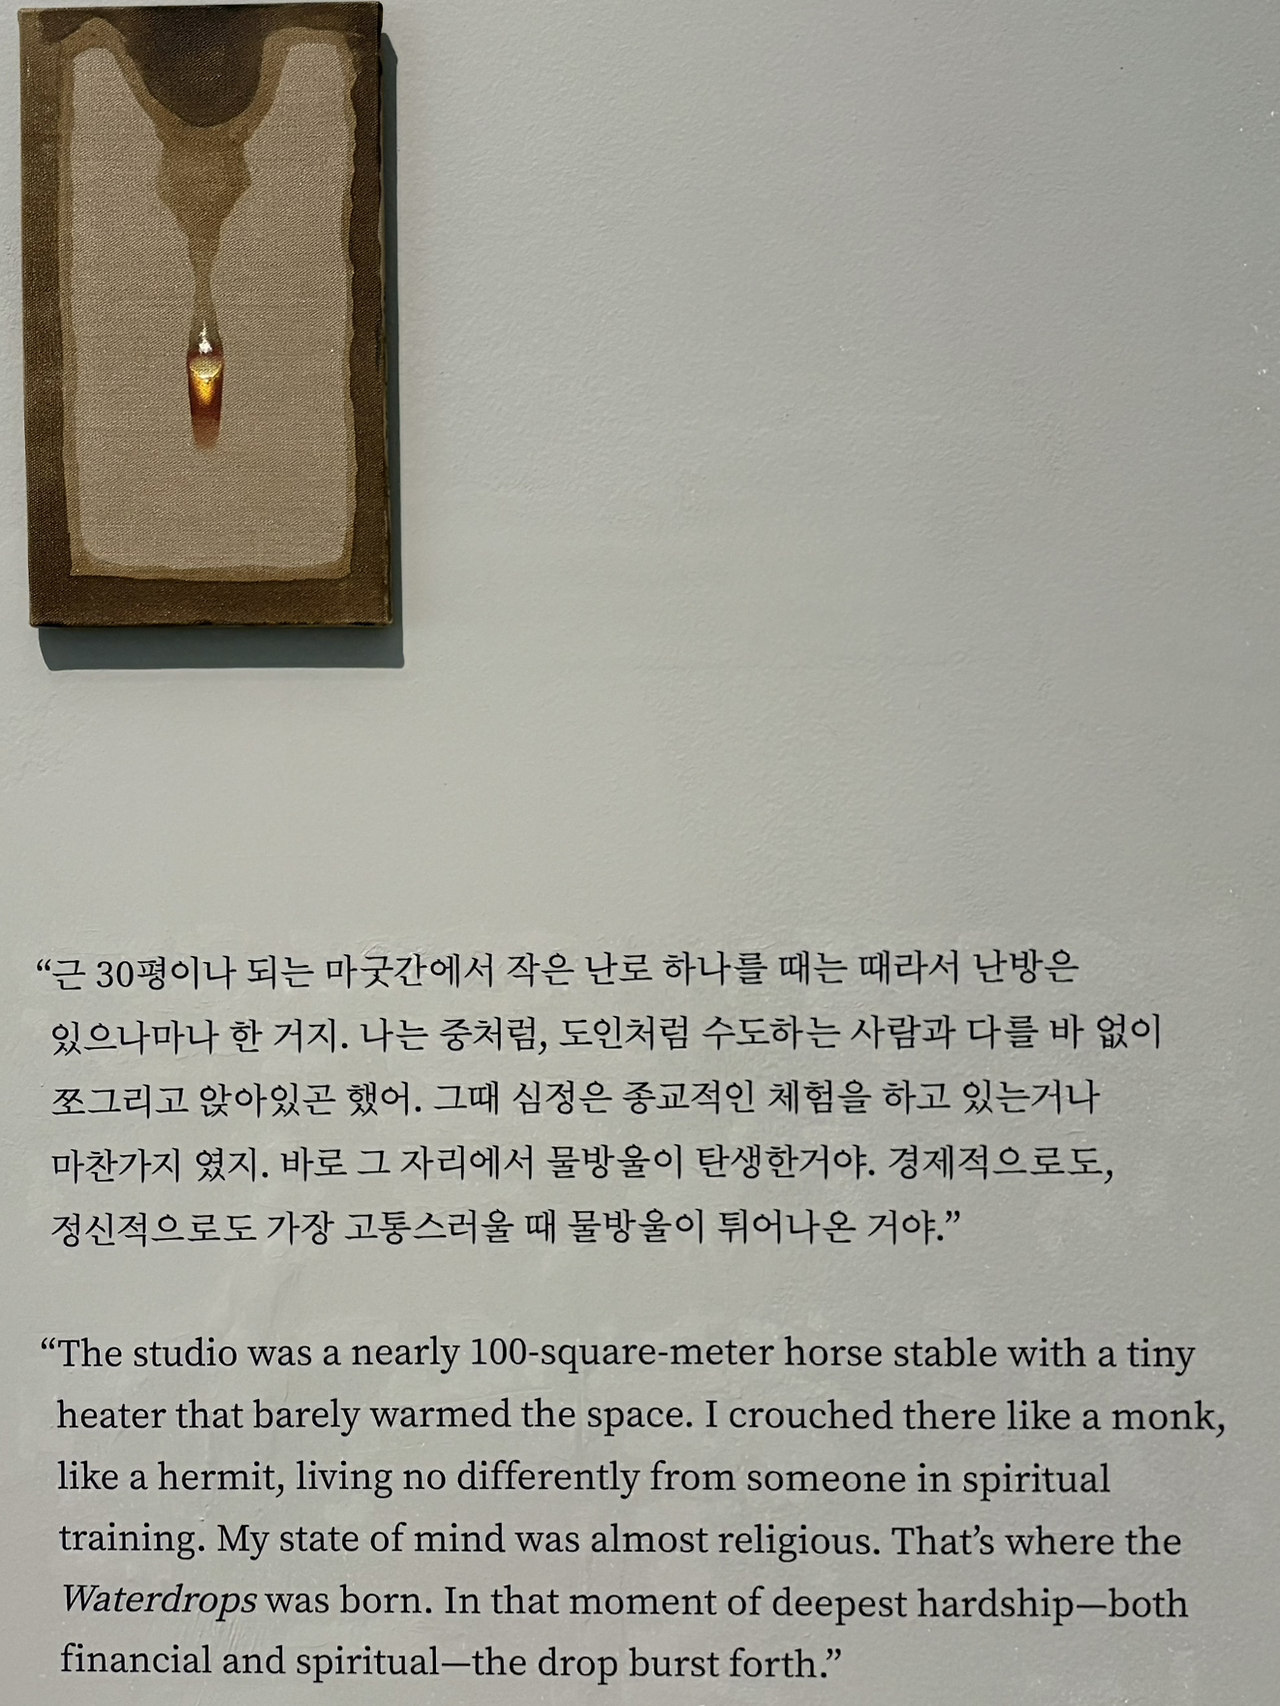 “근 30평이나 되는 마굿간에서 작은 난로 하나를 때는 때라서 난방은
있으나마나 한 거지. 나는 중처럼, 도인처럼 수도하는 사람과 다를 바 없이
쪼그리고 앉아있곤 했어. 그때 심정은 종교적인 체험을 하고 있는거나
마찬가지 였지. 바로 그 자리에서 물방울이 탄생한거야. 경제적으로도,
정신적으로도 가장 고통스러울 때 물방울이 튀어나온 거야.”
“The studio was a nearly 100-square-meter horse stable with a tiny
heater that barely warmed the space. I crouched there like a monk,
like a hermit, living no differently from someone in spiritual
training. My state of mind was almost religious. That’s where the
Waterdrops was born. In that moment of deepest hardship—both
financial and spiritual—the drop burst forth.”